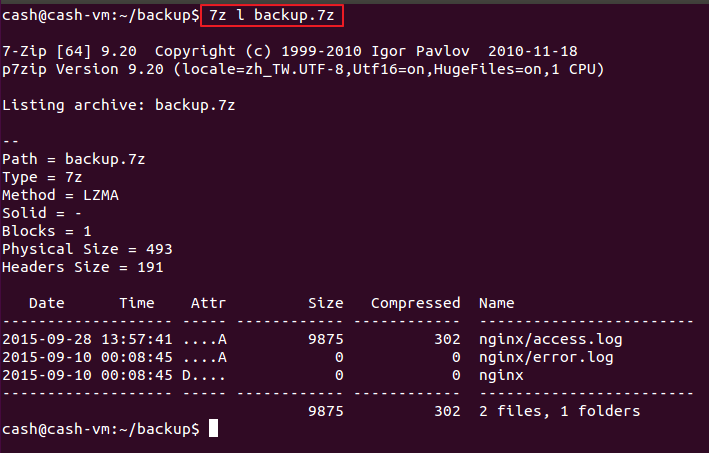 cash@cash-vm:~/backup$ 7z l backup.7z
7-Zip [64] 9.20  Copyright (c) 1999-2010 Igor Pavlov  2010-11-18
p7zip Version 9.20 (locale=zh_TW.UTF-8,Utf16=on,HugeFiles=on,1 CPU)
Listing archive: backup.7z
--
Path = backup.7z
Type = 7z
Method = LZMA
Solid = -
Blocks = 1
Physical Size = 493
Headers Size = 191
   Date      Time    Attr         Size   Compressed  Name
------------------- ----- ------------ ------------  ------------------------
2015-09-28 13:57:41 ....A         9875          302  nginx/access.log
2015-09-10 00:08:45 ....A            0            0  nginx/error.log
2015-09-10 00:08:45 D....            0            0  nginx
------------------- ----- ------------ ------------  ------------------------
                                  9875          302  2 files, 1 folders
cash@cash-vm:~/backup$